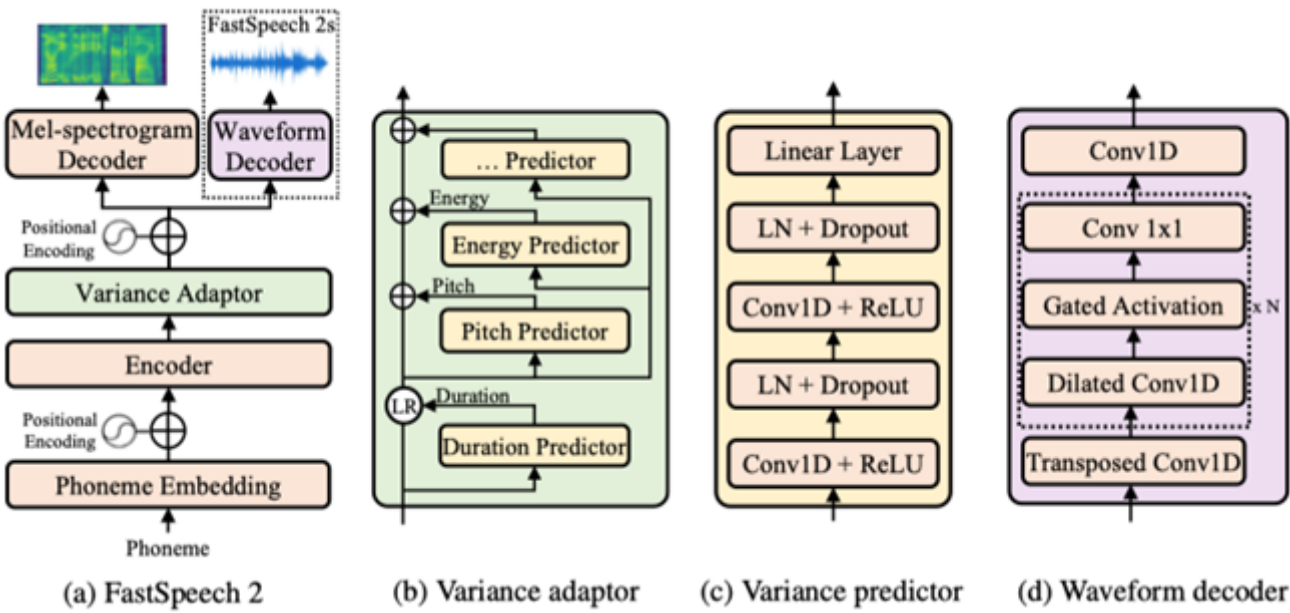 FastSpeech 2s
Mel-spectrogram
Decoder
Waveform
Decoder
Positional
Encoding
Variance Adaptor
Encoder
Positional
Encoding
Phoneme Embedding
Phoneme
(a) FastSpeech 2
... Predictor
Energy
Energy Predictor
Pitch
Pitch Predictor
LR
Duration
Duration Predictor
(b) Variance adaptor
Linear Layer
LN + Dropout
Conv1D + ReLU
LN + Dropout
Conv1D + ReLU
(c) Variance predictor
Conv1D
Conv 1x1
Gated Activation
x N
Dilated Conv1D
Transposed Conv1D
(d) Waveform decoder